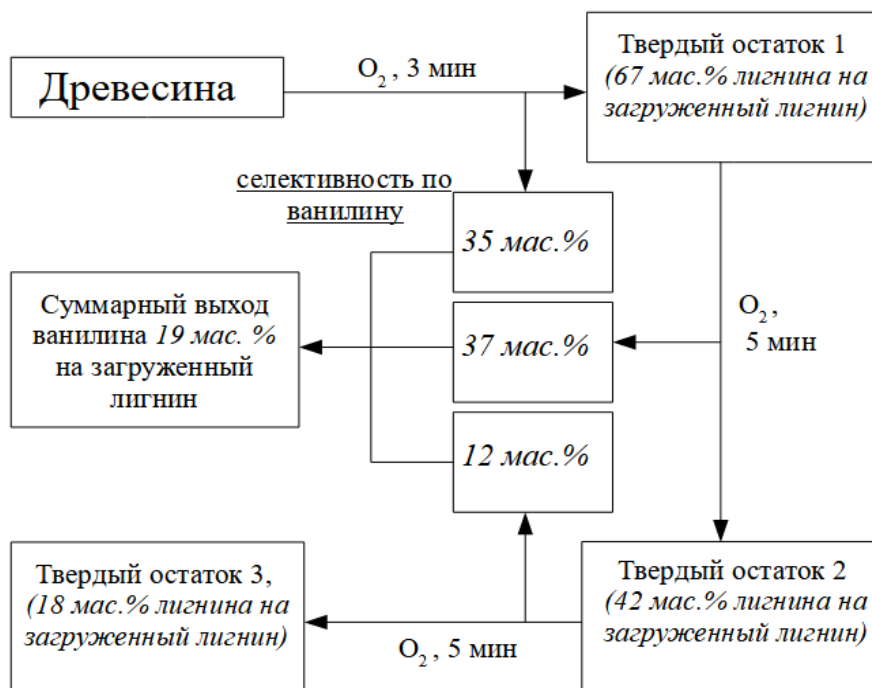 Древесина
O₂, 3 мин
Твердый остаток 1
(67 мас.% лигнина на
загруженный лигнин)
селективность по
ванилину
35 мас.%
Суммарный выход
ванилина 19 мас. %
на загруженный
лигнин
37 мас.%
O₂,
5 мин
12 мас.%
Твердый остаток 3,
(18 мас.% лигнина на
загруженный лигнин)
O₂, 5 мин
Твердый остаток 2
(42 мас.% лигнина на
загруженный лигнин)